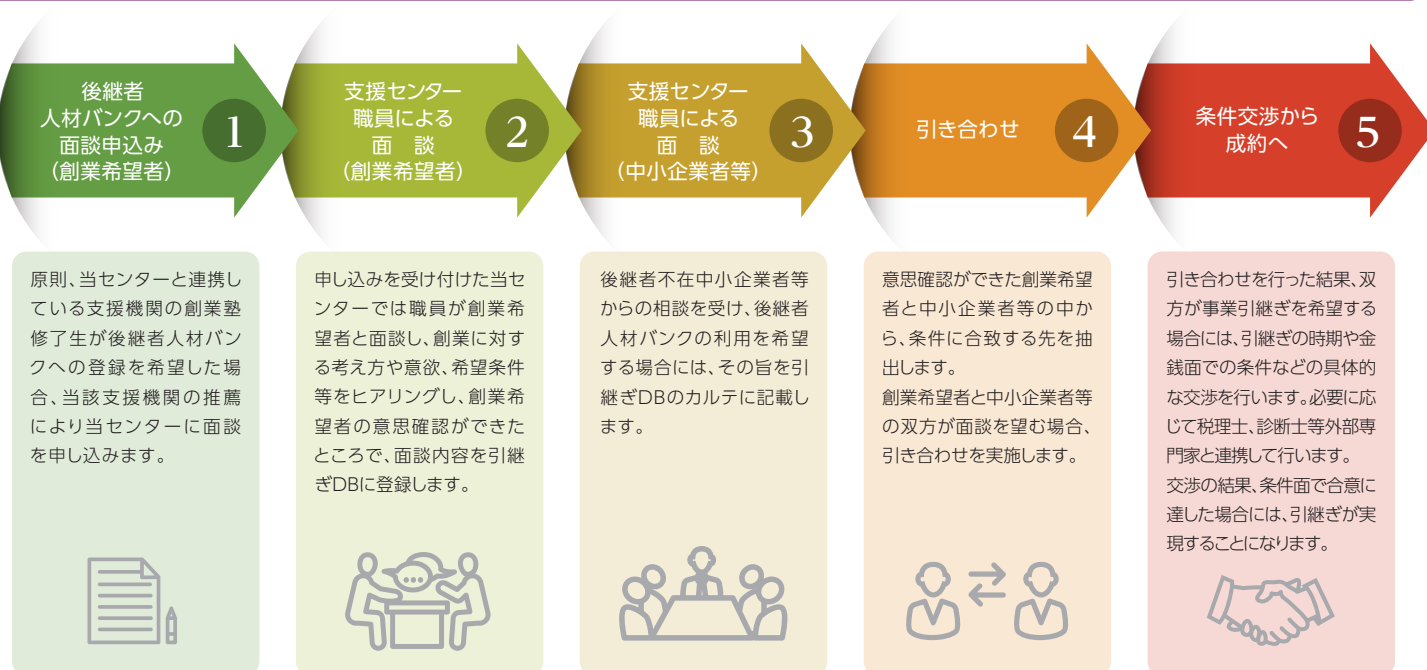 後継者
人材バンクへの
面談申込み
(創業希望者)
1
支援センター
職員による
面　談
(創業希望者)
2
支援センター
職員による
面　談
(中小企業者等)
3
引き合わせ
4
条件交渉から
成約へ
5
原則、当センターと連携し
ている支援機関の創業塾
修了生が後継者人材バン
クへの登録を希望した場
合、当該支援機関の推薦
により当センターに面談
を申し込みます。
申し込みを受け付けた当セ
ンターでは職員が創業希
望者と面談し、創業に対す
る考え方や意欲、希望条件
等をヒアリングし、創業希
望者の意思確認ができた
ところで、面談内容を引継
ぎDBに登録します。
後継者不在中小企業者等
からの相談を受け、後継者
人材バンクの利用を希望
する場合には、その旨を引
継ぎDBのカルテに記載し
ます。
意思確認ができた創業希望
者と中小企業者等の中か
ら、条件に合致する先を抽
出します。
創業希望者と中小企業者等
の双方が面談を望む場合、
引き合わせを実施します。
引き合わせを行った結果、双
方が事業引継ぎを希望する
場合には、引継ぎの時期や金
銭面での条件などの具体的
な交渉を行います。必要に応
じて税理士、診断士等外部専
門家と連携して行います。
交渉の結果、条件面で合意に
達した場合には、引継ぎが実
現することになります。